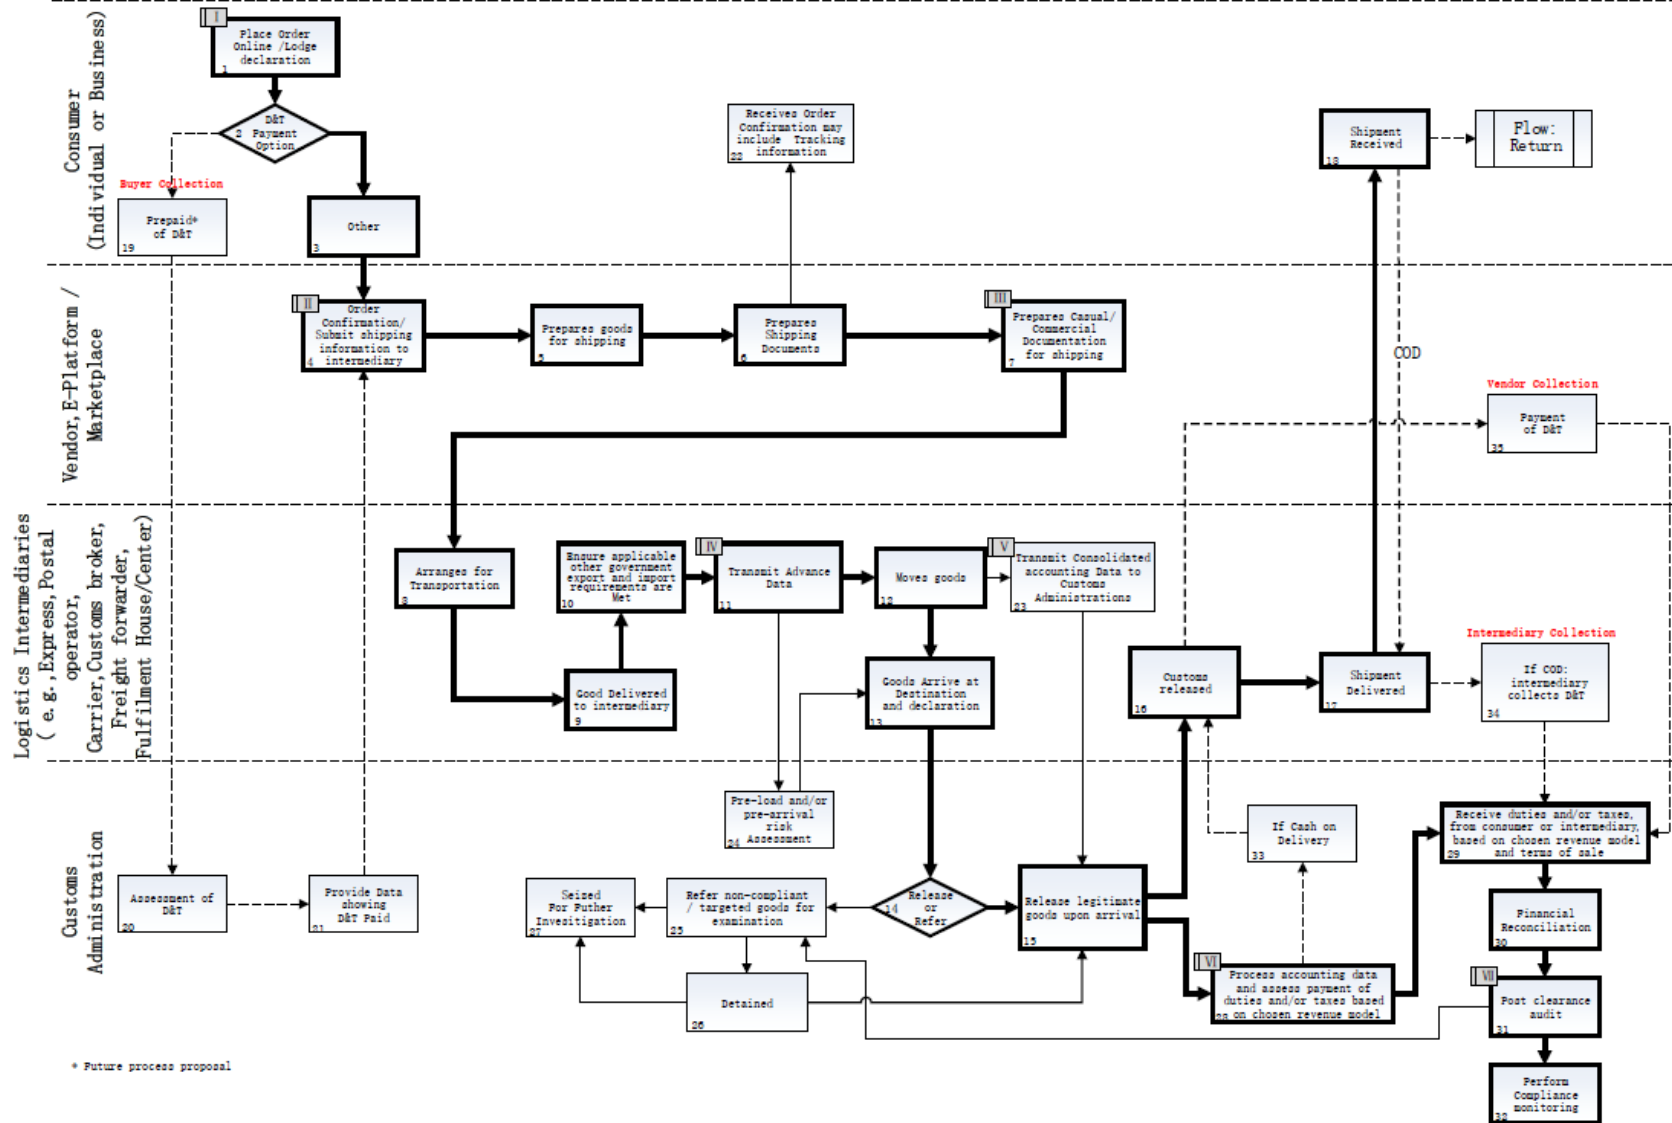 Consumer
(Individual or Business)
I
Place Order
Online /Lodge
declaration
1
D&T
2 Payment
Option
Buyer Collection
Prepaid*
of D&T
19
Other
3
Receives Order
Confirmation may
include Tracking
information
22
Shipment
Received
18
Flow:
Return
Vendor,E-Platform /
Marketplace
II
Order
Confirmation/
Submit shipping
information to
intermediary
4
Prepares goods
for shipping
5
Prepares
Shipping
Documents
6
III
Prepares Casual/
Commercial
Documentation
for shipping
7
COD
Vendor Collection
Payment
of D&T
35
Logistics Intermediaries
( e.g.,Express,Postal
operator,
Carrier,Customs broker,
Freight forwarder,
Fulfilment House/Center)
Arranges for
Transportation
8
Good Delivered
to intermediary
9
Ensure applicable
other government
export and import
requirements are
Met
10
IV
Transmit Advance
Data
11
Moves goods
12
V
Transmit Consolidated
accounting Data to
Customs
Administrations
23
Goods Arrive at
Destination
and declaration
13
Customs
released
16
Shipment
Delivered
17
Intermediary Collection
If COD:
intermediary
collects D&T
34
Customs
Administration
Assessment of
D&T
20
Provide Data
showing
D&T Paid
21
Pre-load and/or
pre-arrival
risk
Assessment
24
Seized
For Futher
Invesitigation
27
Refer non-compliant
/ targeted goods for
examination
25
Detained
26
Release
14 or
Refer
Release legitimate
goods upon arrival
15
If Cash on
Delivery
33
VI
Process accounting data
and assess payment of
duties and/or taxes based
on chosen revenue model
28
Receive duties and/or taxes,
from consumer or intermediary,
based on chosen revenue model
and terms of sale
29
Financial
Reconciliation
30
VII
Post clearance
audit
31
Perform
Compliance
monitoring
32
* Future process proposal